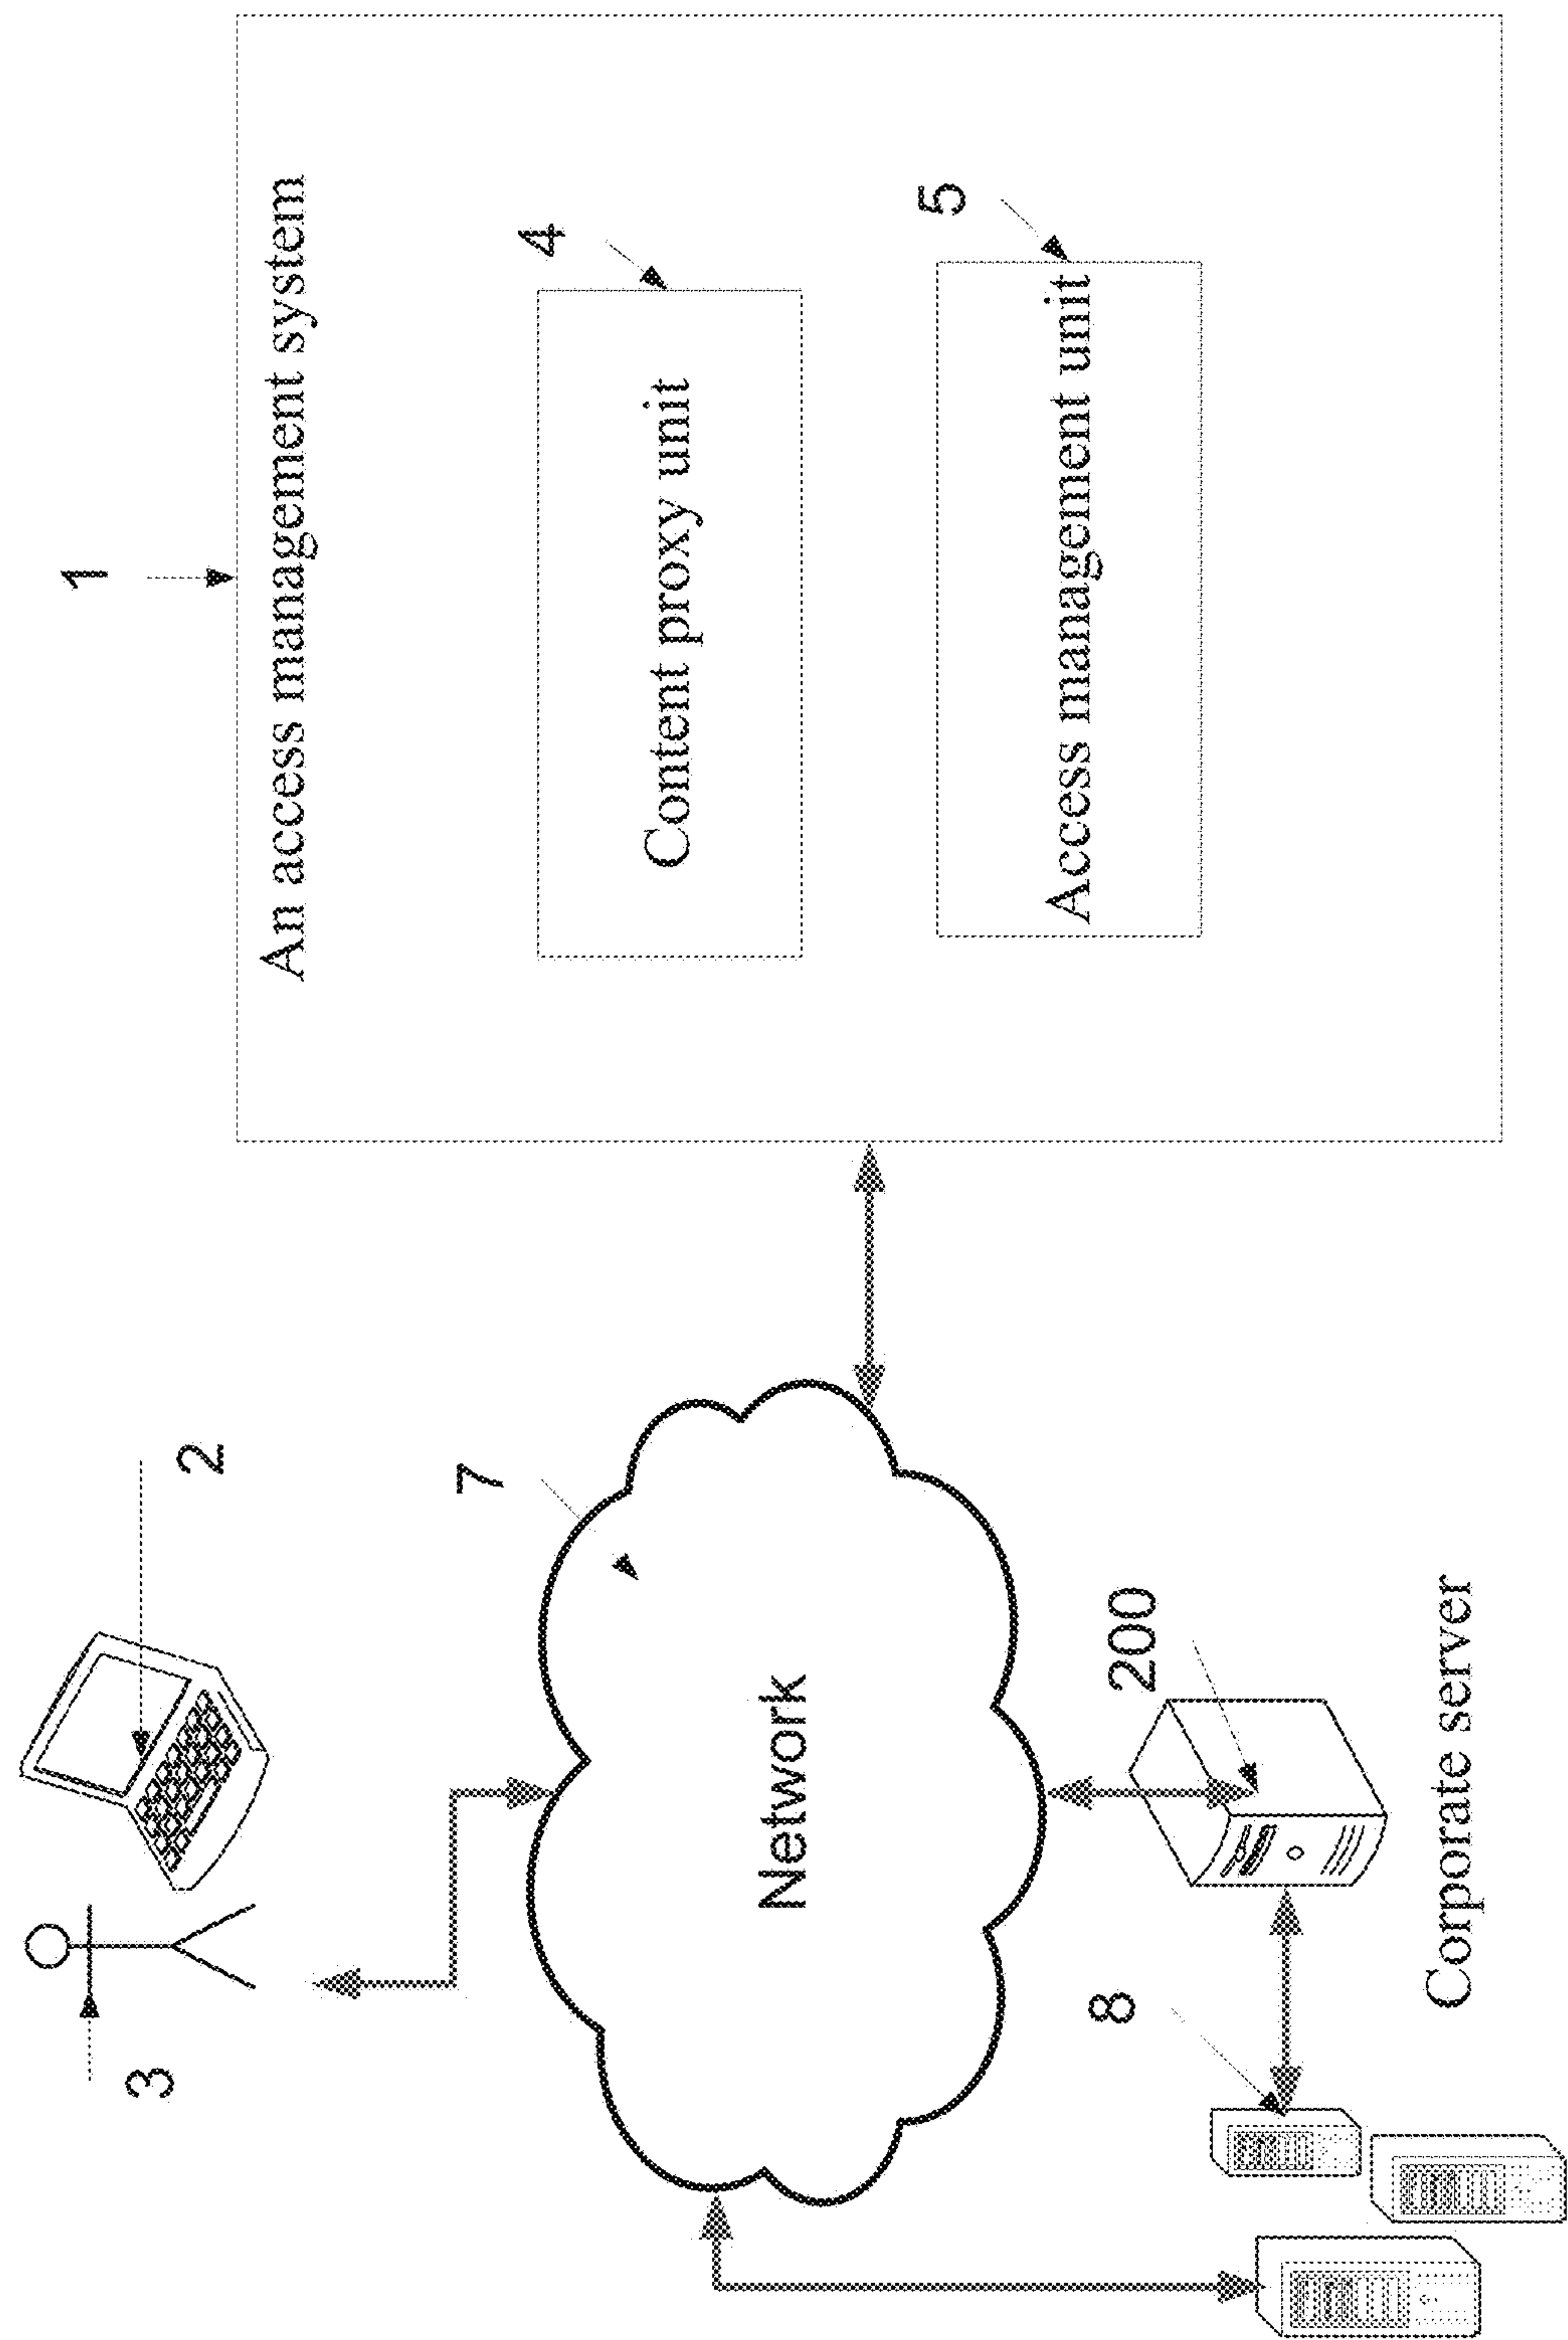 1
An access management system
4
Content proxy unit
5
Access management unit
2
3
7
Network
200
8
Corporate server